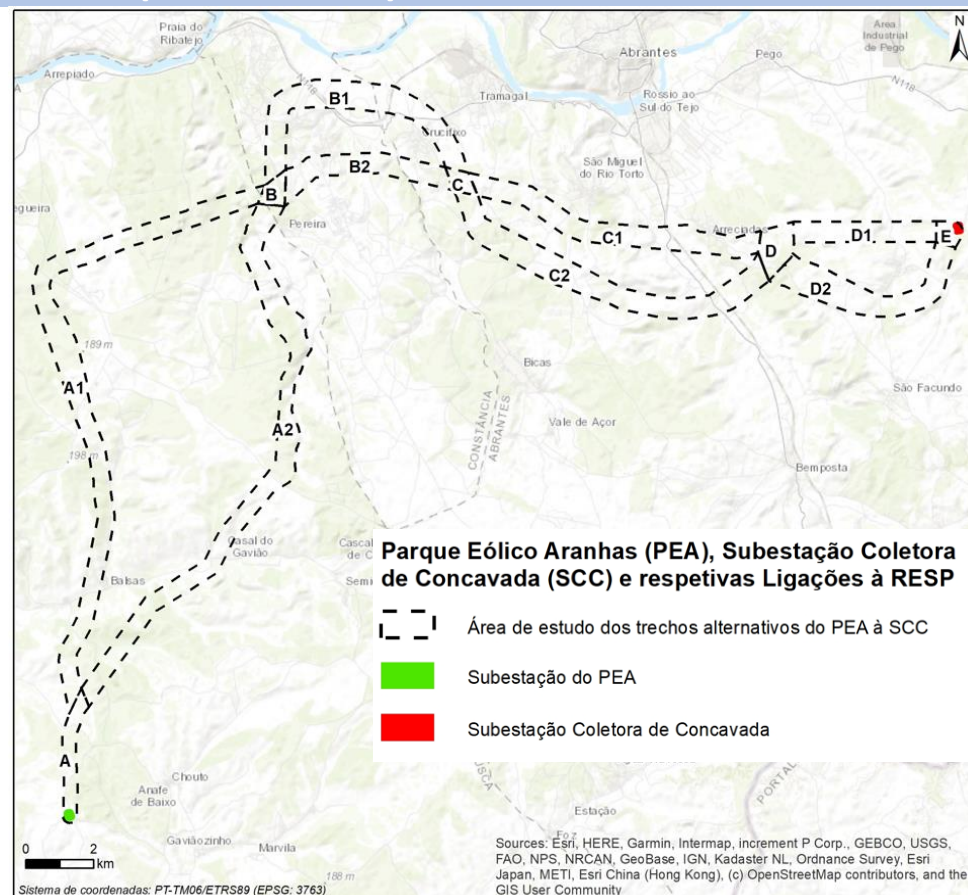 Praia do
Ribatejo
Arrepiado
N118
Tramagal
Abrantes
Pego
Area
Industrial
de Pego
N
Rossio ao
Sul do Tejo
N118
B1
Crucifixo
B2
C
São Miguel
do Rio Torto
B
Pereira
C1
Arreciadas
D1
E
D
C2
D2
189 m
A1
Bicas
São Facundo
A2
CONSTÂNCIA
ABRANTES
Vale de Açor
198 m
Bemposta
Casal do
Gavião
Balsas
Parque Eólico Aranhas (PEA), Subestação Coletora
de Concavada (SCC) e respetivas Ligações à RESP
Área de estudo dos trechos alternativos do PEA à SCC
Subestação do PEA
Subestação Coletora de Concavada
A
Chouto
Anafe
de Baixo
Gaviãozinho
Marvila
Estação
Foz
188 m
0 2
km
Sources: Esri, HERE, Garmin, Intermap, increment P Corp., GEBCO, USGS,
FAO, NPS, NRCAN, GeoBase, IGN, Kadaster NL, Ordnance Survey, Esri
Japan, METI, Esri China (Hong Kong), (c) OpenStreetMap contributors, and the
GIS User Community
Sistema de coordenadas: PT-TM06/ETRS89 (EPSG: 3763)